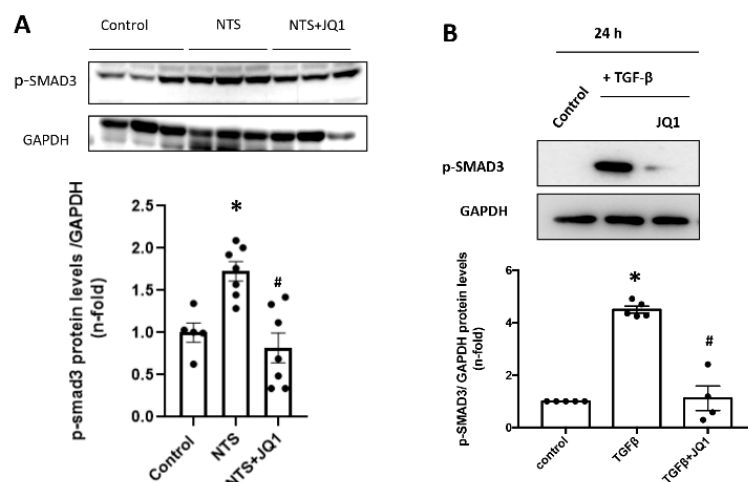 A
Control NTS NTS+JQ1
p-SMAD3
GAPDH
p-smad3 protein levels /GAPDH
(n-fold)
2.5
2.0
1.5
1.0
0.5
0.0
*
#
Control
NTS
NTS+JQ1
B
24 h
Control
+ TGF-β
JQ1
p-SMAD3
GAPDH
p-SMAD3/ GAPDH protein levels
(n-fold)
6
4
2
0
*
#
control
TGFβ
TGFβ+JQ1